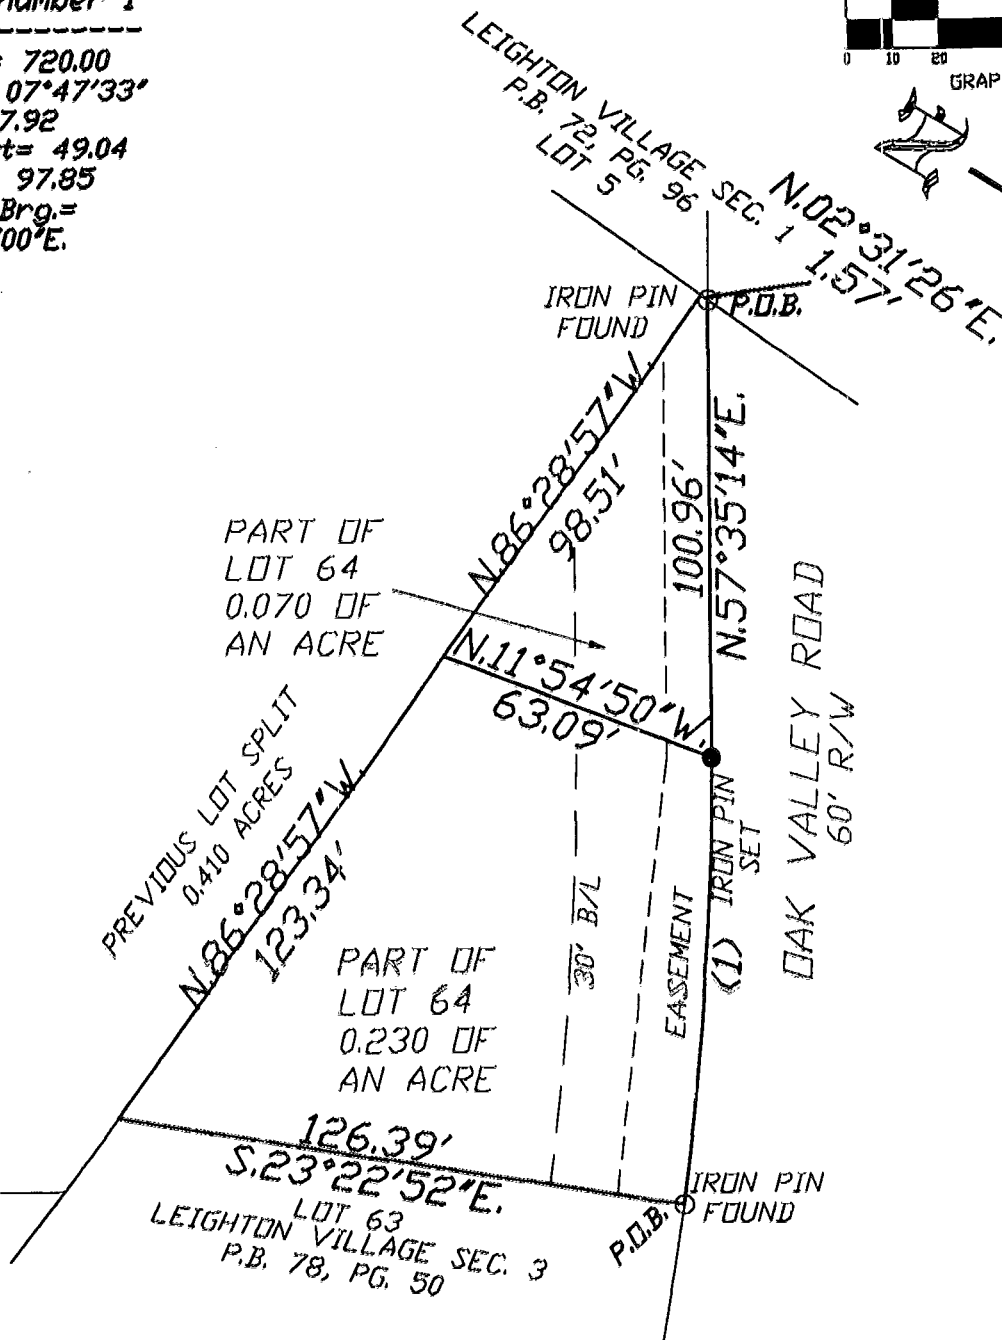 number 1
----------
= 720.00
07°47'33"
7.92
t= 49.04
97.85
Brg.=
'00"E.
0 10 20
GRAP
LEIGHTON VILLAGE SEC. 1
P.B. 72, PG. 96
LOT 5
N.02°31'26"E.
1.57'
IRON PIN
FOUND
P.O.B.
N.86°28'57"W.
98.51'
100.96'
N.57°35'14"E.
PART OF
LOT 64
0.070 OF
AN ACRE
N.11°54'50"W.
63.09'
OAK VALLEY ROAD
60' R/W
PREVIOUS LOT SPLIT
0.410 ACRES
N.86°28'57"W.
123.34'
(1) IRON PIN
SET
30' B/L
EASEMENT
PART OF
LOT 64
0.230 OF
AN ACRE
126.39'
S.23°22'52"E.
IRON PIN
FOUND
P.O.B.
LOT 63
LEIGHTON VILLAGE SEC. 3
P.B. 78, PG. 50